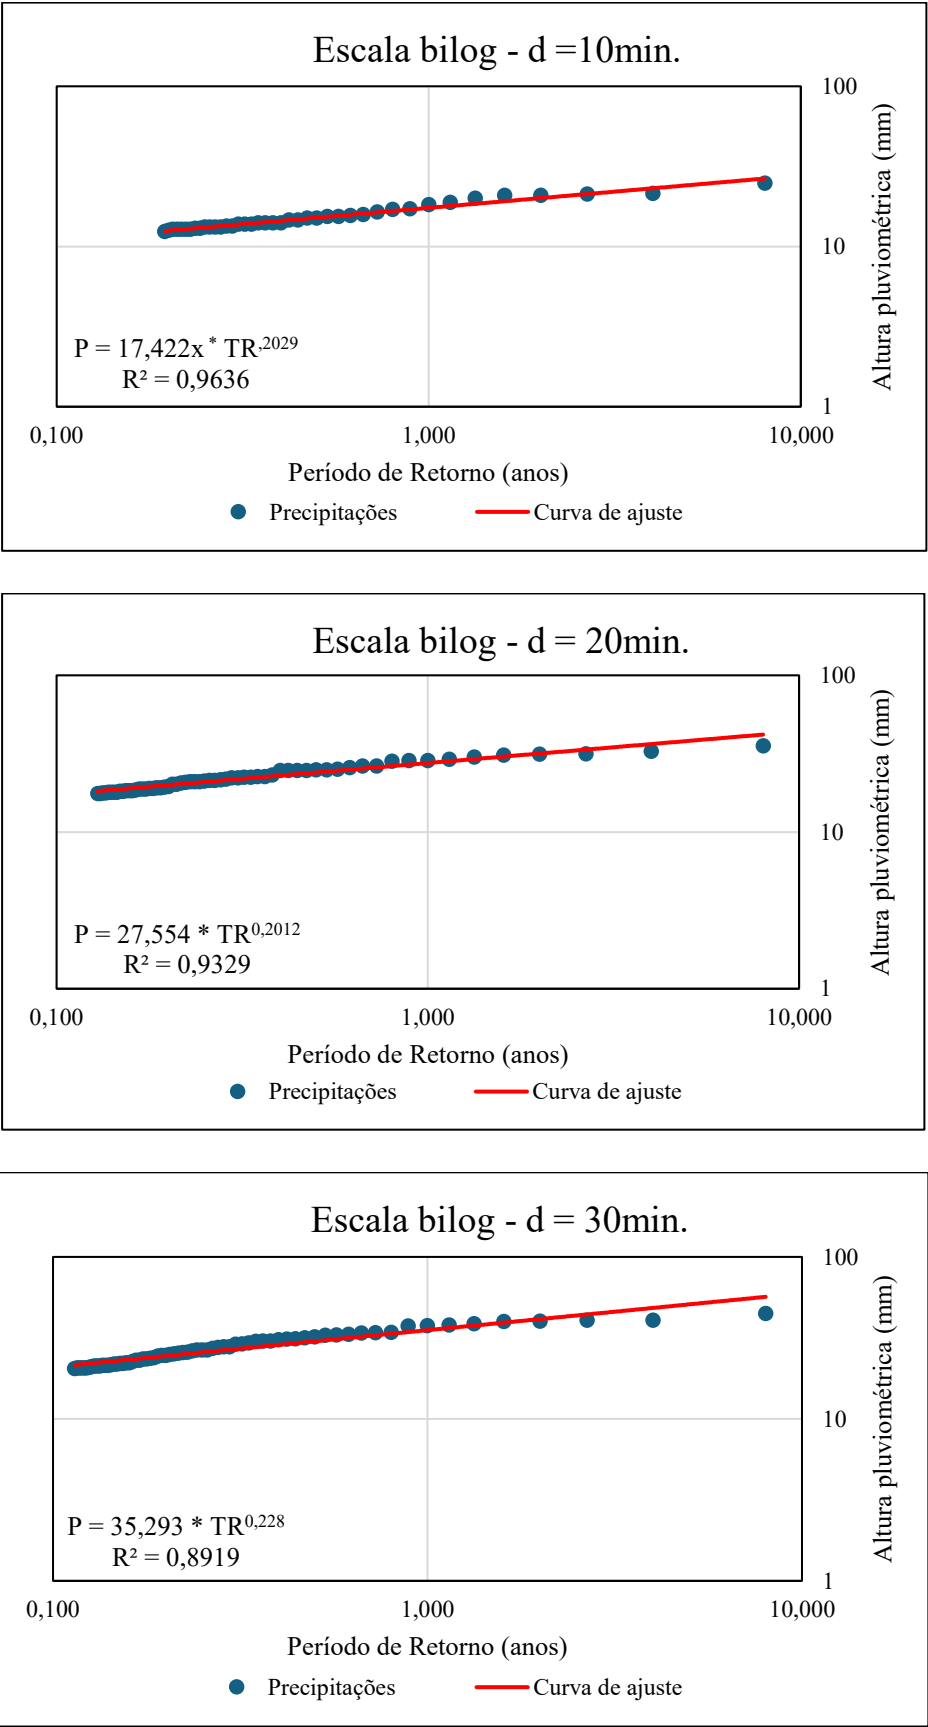 Escala bilog - d =10min.
100
10
1
Altura pluviométrica (mm)
P = 17,422x * TR,2029
R² = 0,9636
0,100 1,000 10,000
Período de Retorno (anos)
Precipitações Curva de ajuste
Escala bilog - d = 20min.
100
10
1
Altura pluviométrica (mm)
P = 27,554 * TR0,2012
R² = 0,9329
0,100 1,000 10,000
Período de Retorno (anos)
Precipitações Curva de ajuste
Escala bilog - d = 30min.
100
10
1
Altura pluviométrica (mm)
P = 35,293 * TR0,228
R² = 0,8919
0,100 1,000 10,000
Período de Retorno (anos)
Precipitações Curva de ajuste